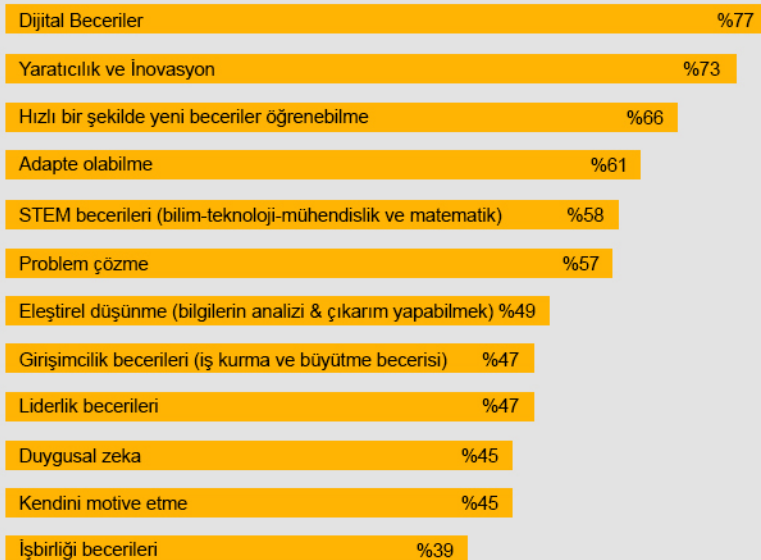 Dijital Beceriler %77
Yaratıcılık ve İnovasyon %73
Hızlı bir şekilde yeni beceriler öğrenebilme %66
Adapte olabilme %61
STEM becerileri (bilim-teknoloji-mühendislik ve matematik) %58
Problem çözme %57
Eleştirel düşünme (bilgilerin analizi & çıkarım yapabilmek) %49
Girişimcilik becerileri (iş kurma ve büyütme becerisi) %47
Liderlik becerileri %47
Duygusal zeka %45
Kendini motive etme %45
İşbirliği becerileri %39